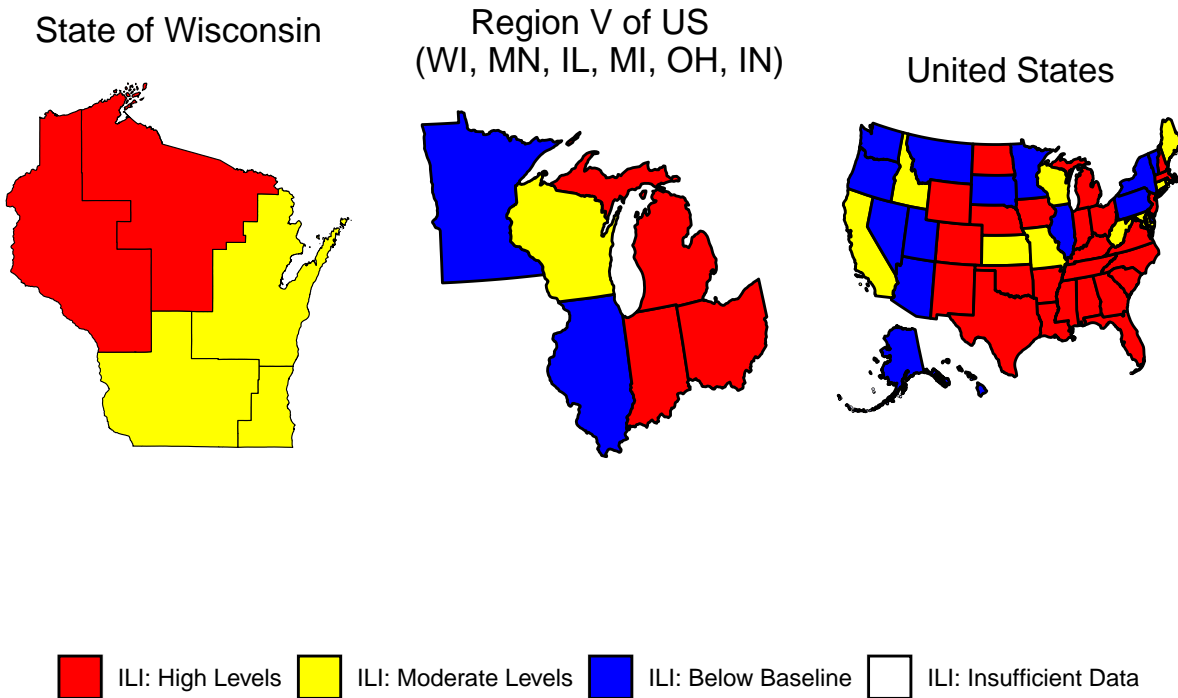 State of Wisconsin
Region V of US
(WI, MN, IL, MI, OH, IN)
United States
ILI: High Levels
ILI: Moderate Levels
ILI: Below Baseline
ILI: Insufficient Data